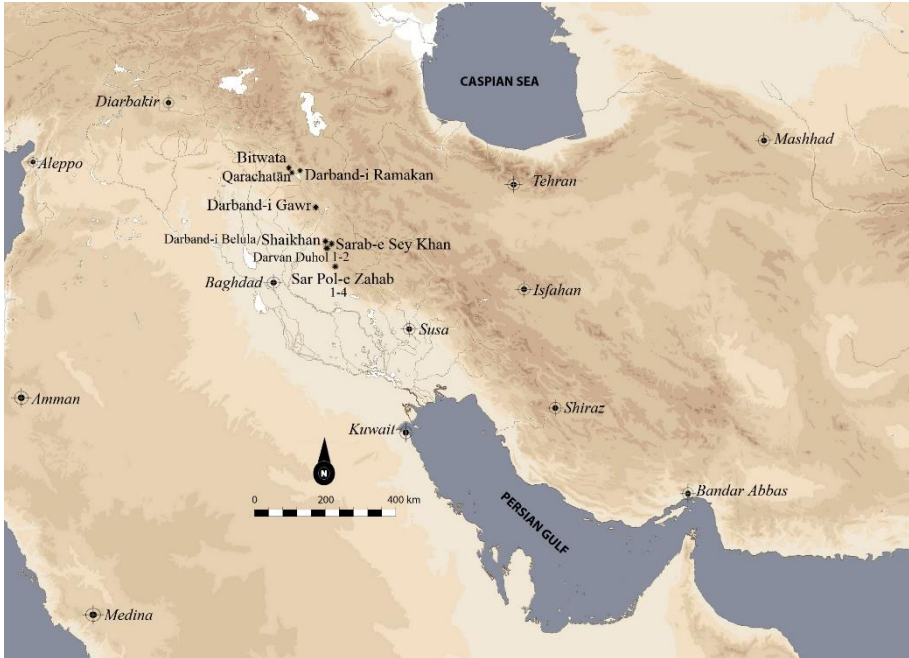 CASPIAN SEA
Diarbakir
Mashhad
Aleppo
Bitwata
Qarachatān
Darband-i Ramakan
Tehran
Darband-i Gawr
Darband-i Belula/Shaikhan
Sarab-e Sey Khan
Darvan Duhol 1-2
Baghdad
Sar Pol-e Zahab
1-4
Isfahan
Susa
Amman
Shiraz
Kuwait
N
0 200 400 km
Bandar Abbas
PERSIAN GULF
Medina